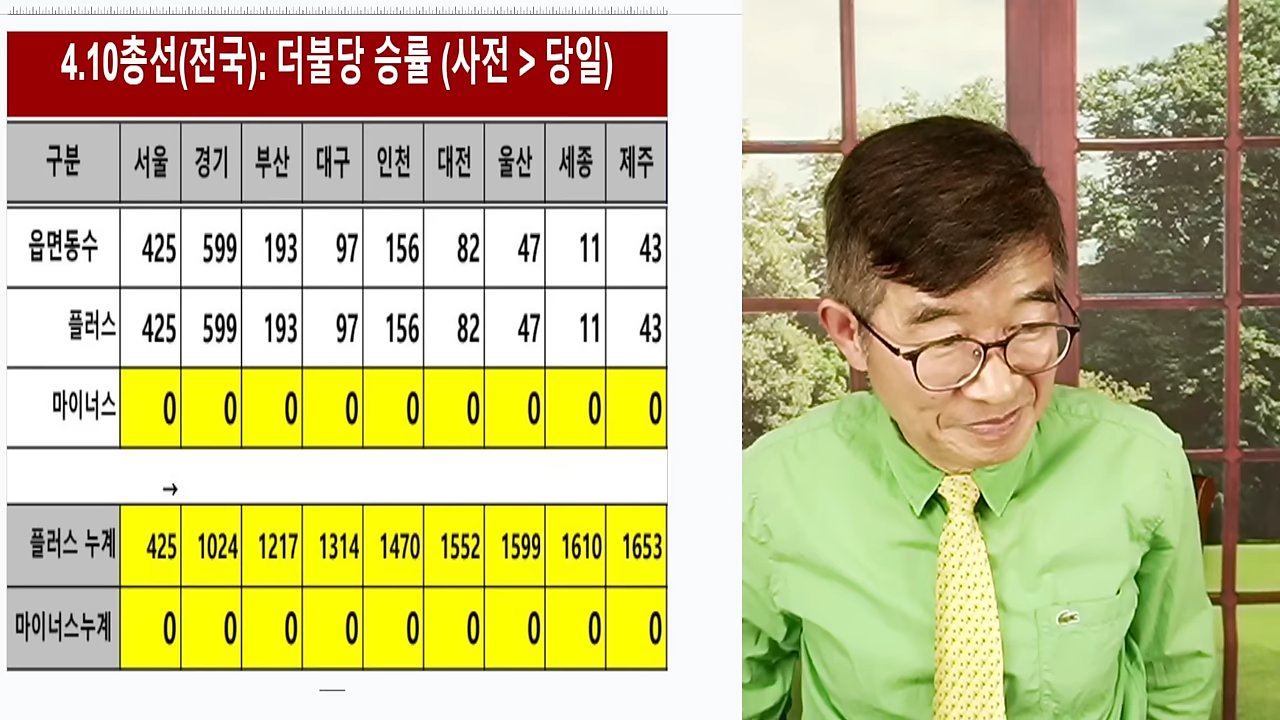 4.10총선(전국): 더불당 승률 (사전 > 당일)
구분 서울 경기 부산 대구 인천 대전 울산 세종 제주
읍면동수 425 599 193 97 156 82 47 11 43
플러스 425 599 193 97 156 82 47 11 43
마이너스 0 0 0 0 0 0 0 0 0
→
플러스 누계 425 1024 1217 1314 1470 1552 1599 1610 1653
마이너스누계 0 0 0 0 0 0 0 0 0